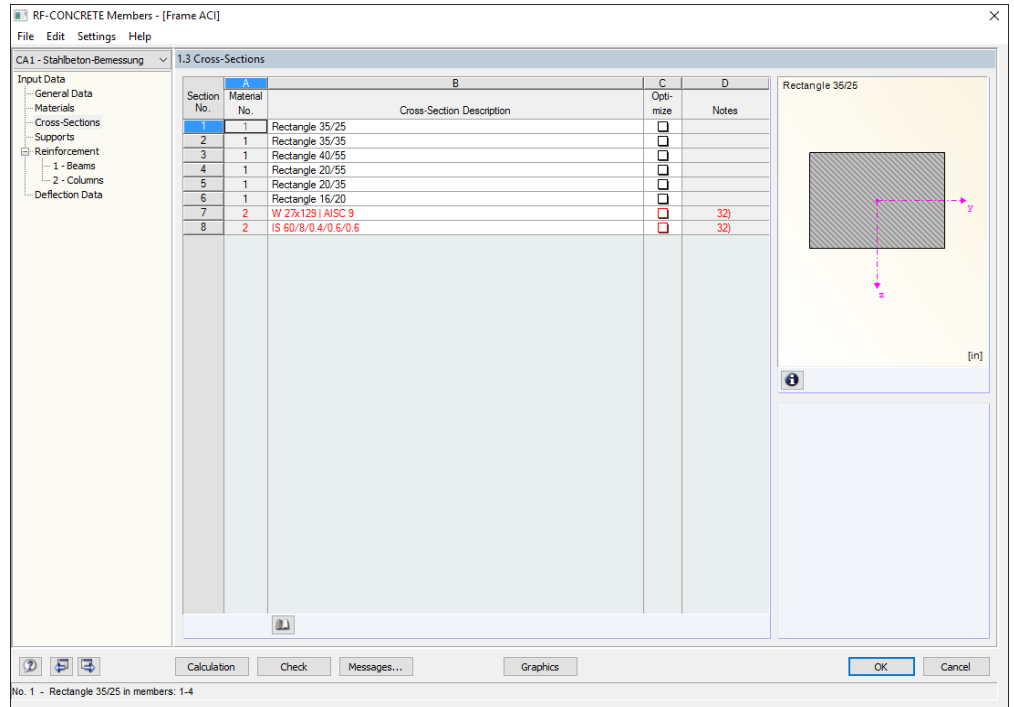 RF-CONCRETE Members - [Frame ACI]
File Edit Settings Help
CA1 - Stahlbeton-Bemessung
1.3 Cross-Sections
Input Data
General Data
Materials
Cross-Sections
Supports
Reinforcement
1 - Beams
2 - Columns
Deflection Data
A B C D
Section No. Material No. Cross-Section Description Opti-mize Notes
1 1 Rectangle 35/25
2 1 Rectangle 35/35
3 1 Rectangle 40/55
4 1 Rectangle 20/55
5 1 Rectangle 20/35
6 1 Rectangle 16/20
7 2 W 27x129 | AISC 9 32)
8 2 IS 60/8/0.4/0.6/0.6 32)
Rectangle 35/25
y
z
[in]
Calculation Check Messages... Graphics OK Cancel
No. 1 - Rectangle 35/25 in members: 1-4